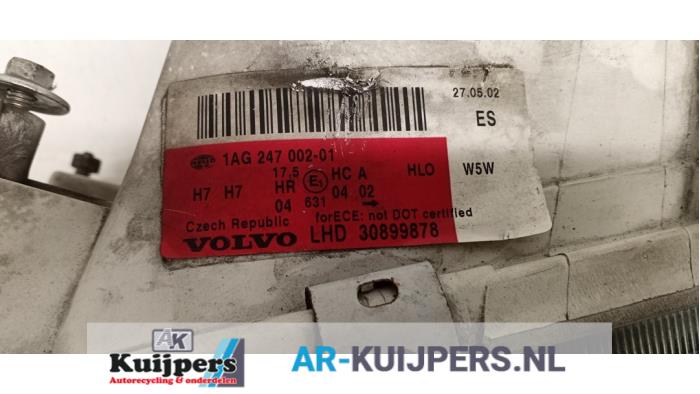 27.05.02
ES
HELLA 1AG 247 002-01
17,5 HC A HLO W5W
H7 H7 HR E1 04 02
04 631 →
forECE: not DOT certified
Czech Republic
VOLVO LHD 30899878
AK
Kuijpers
Autorecycling & onderdelen
AR-KUIJPERS.NL